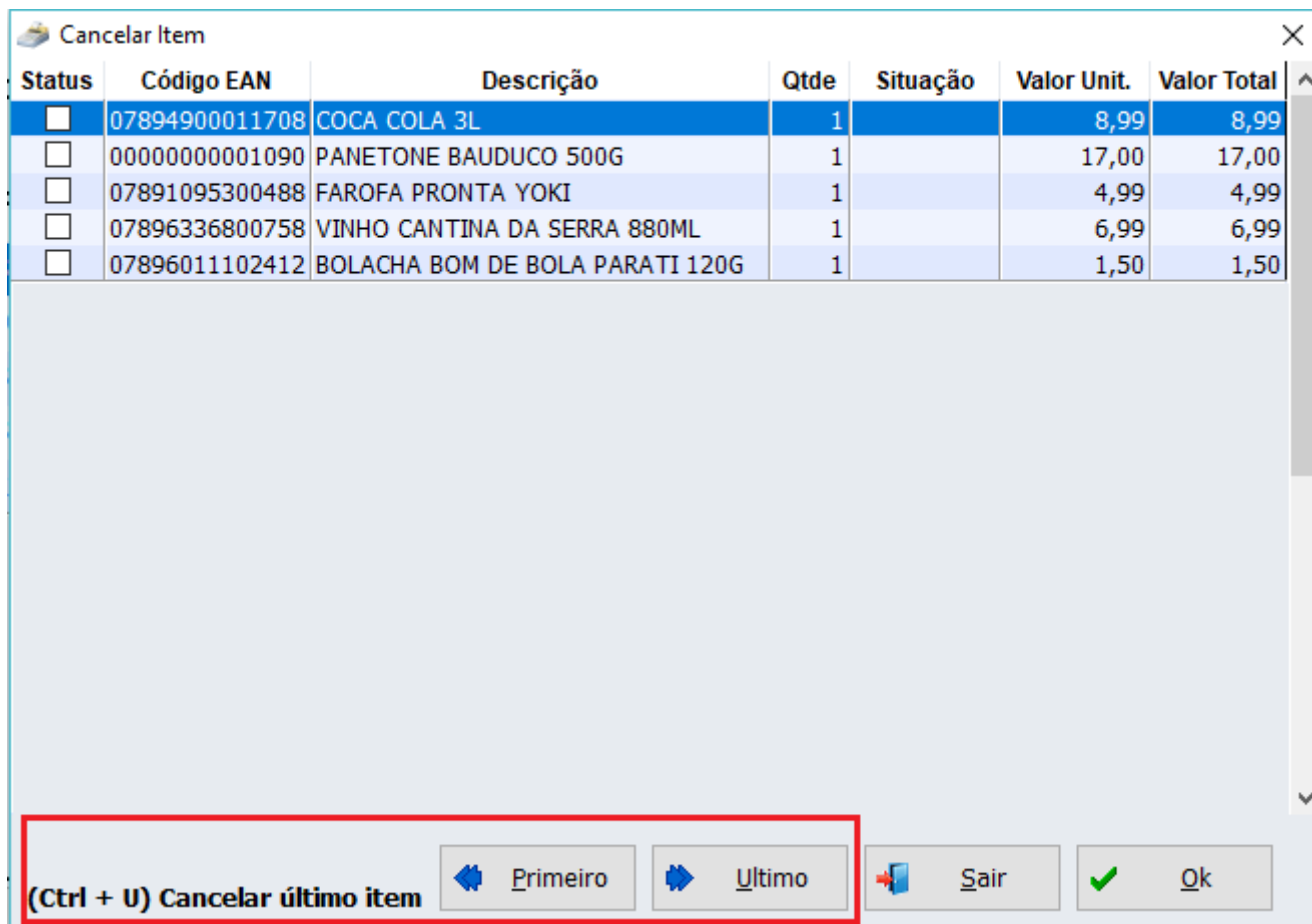 Cancelar Item
Status Código EAN Descrição Qtde Situação Valor Unit. Valor Total
07894900011708 COCA COLA 3L 1 8,99 8,99
00000000001090 PANETONE BAUDUCO 500G 1 17,00 17,00
07891095300488 FAROFA PRONTA YOKI 1 4,99 4,99
07896336800758 VINHO CANTINA DA SERRA 880ML 1 6,99 6,99
07896011102412 BOLACHA BOM DE BOLA PARATI 120G 1 1,50 1,50
(Ctrl + U) Cancelar último item Primeiro Ultimo Sair Ok